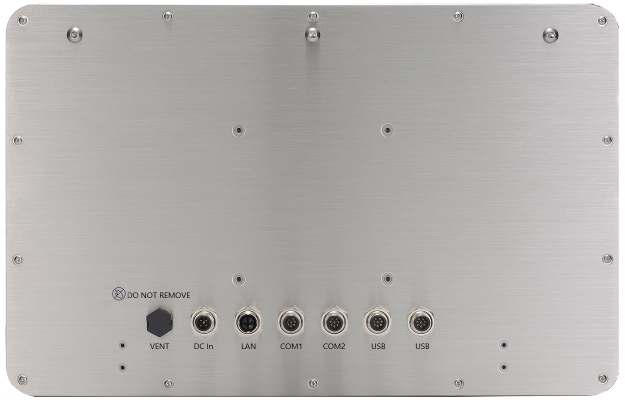 DO NOT REMOVE
VENT DC In LAN COM1 COM2 USB USB